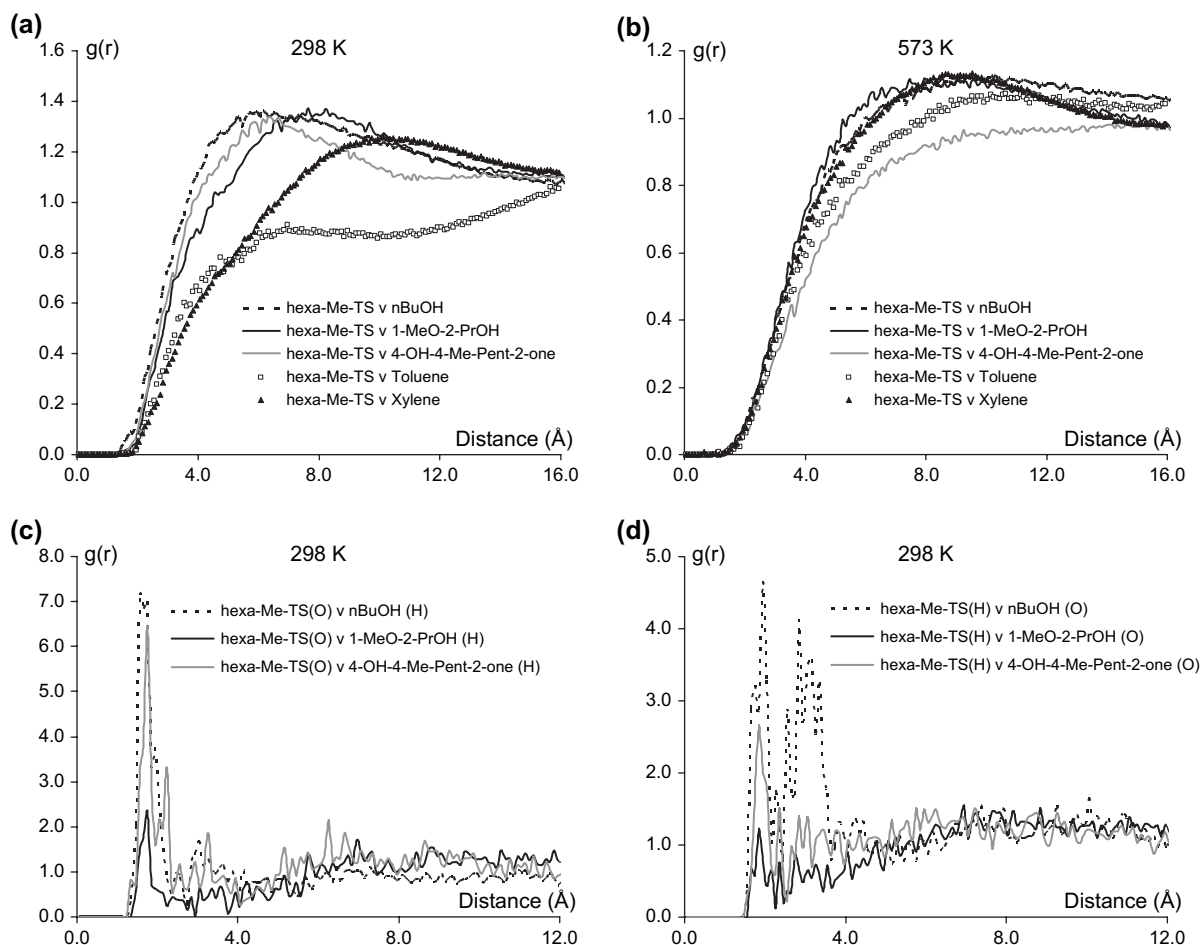 (a)
g(r)
298 K
1.6
1.4
1.2
1.0
0.8
0.6
0.4
0.2
0.0
hexa-Me-TS v nBuOH
hexa-Me-TS v 1-MeO-2-PrOH
hexa-Me-TS v 4-OH-4-Me-Pent-2-one
hexa-Me-TS v Toluene
hexa-Me-TS v Xylene
Distance (Å)
0.0 4.0 8.0 12.0 16.0
(b)
g(r)
573 K
1.2
1.0
0.8
0.6
0.4
0.2
0.0
hexa-Me-TS v nBuOH
hexa-Me-TS v 1-MeO-2-PrOH
hexa-Me-TS v 4-OH-4-Me-Pent-2-one
hexa-Me-TS v Toluene
hexa-Me-TS v Xylene
Distance (Å)
0.0 4.0 8.0 12.0 16.0
(c)
g(r)
298 K
8.0
7.0
6.0
5.0
4.0
3.0
2.0
1.0
0.0
hexa-Me-TS(O) v nBuOH (H)
hexa-Me-TS(O) v 1-MeO-2-PrOH (H)
hexa-Me-TS(O) v 4-OH-4-Me-Pent-2-one (H)
Distance (Å)
0.0 4.0 8.0 12.0
(d)
g(r)
298 K
5.0
4.0
3.0
2.0
1.0
0.0
hexa-Me-TS(H) v nBuOH (O)
hexa-Me-TS(H) v 1-MeO-2-PrOH (O)
hexa-Me-TS(H) v 4-OH-4-Me-Pent-2-one (O)
Distance (Å)
0.0 4.0 8.0 12.0